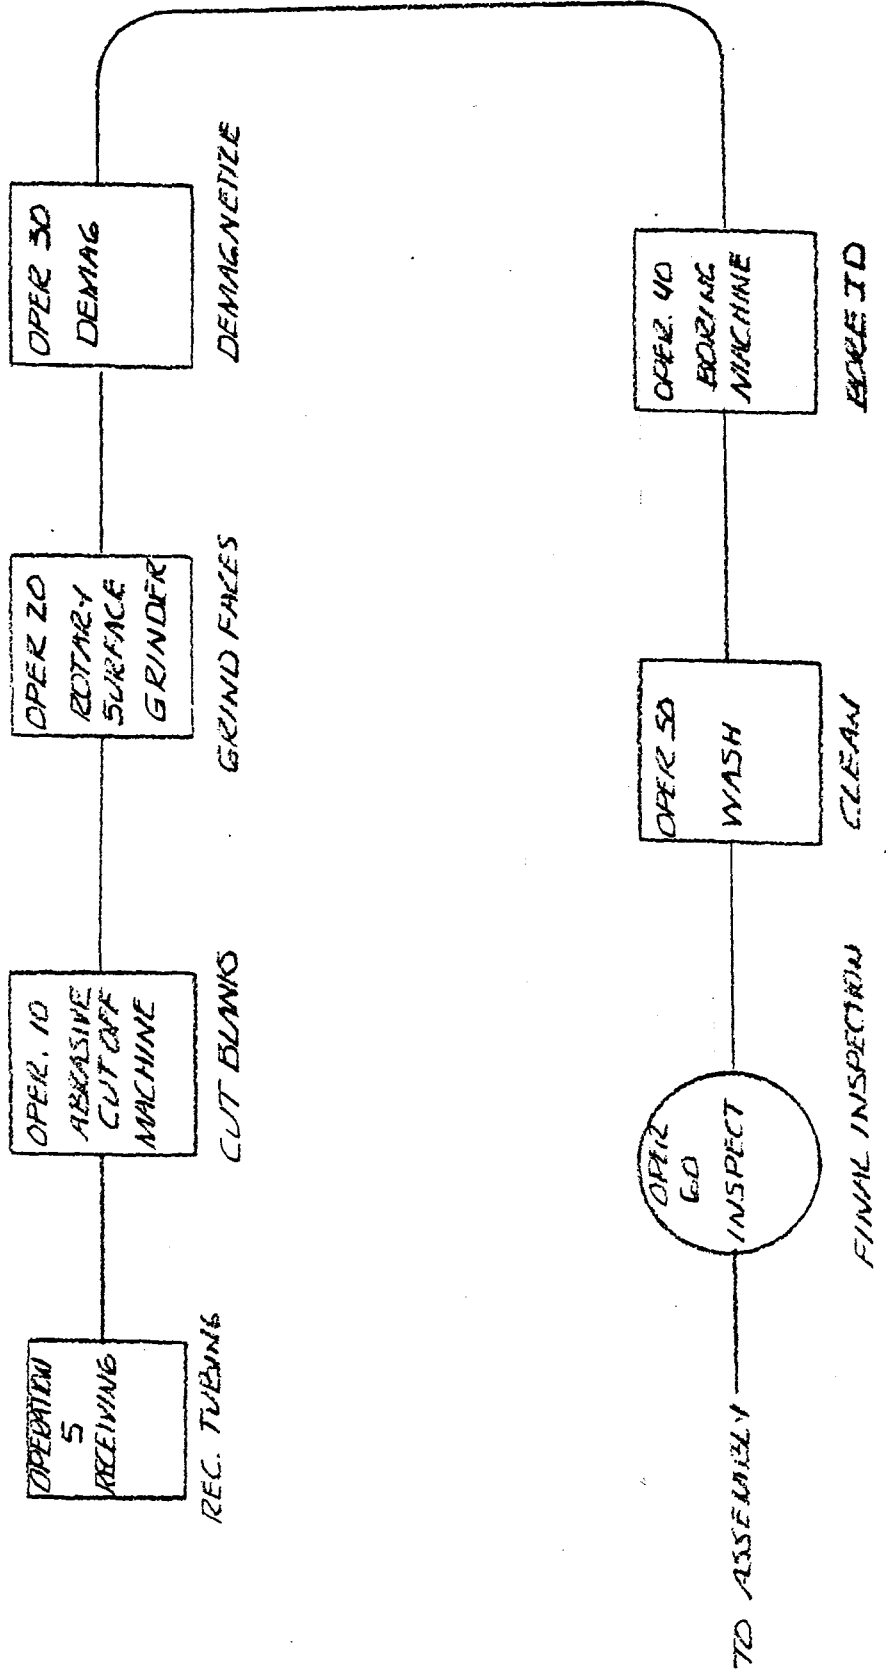 OPERATION
5
RECEIVING
REC. TUBING
OPER. 10
ABRASIVE
CUT OFF
MACHINE
CUT BLANKS
OPER 20
ROTARY
SURFACE
GRINDER
GRIND FACES
OPER 30
DEMAG
DEMAGNETIZE
OPER. 40
BORING
MACHINE
BORE ID
OPER 50
WASH
CLEAN
OPER
60
INSPECT
FINAL INSPECTION
TO ASSEMBLY